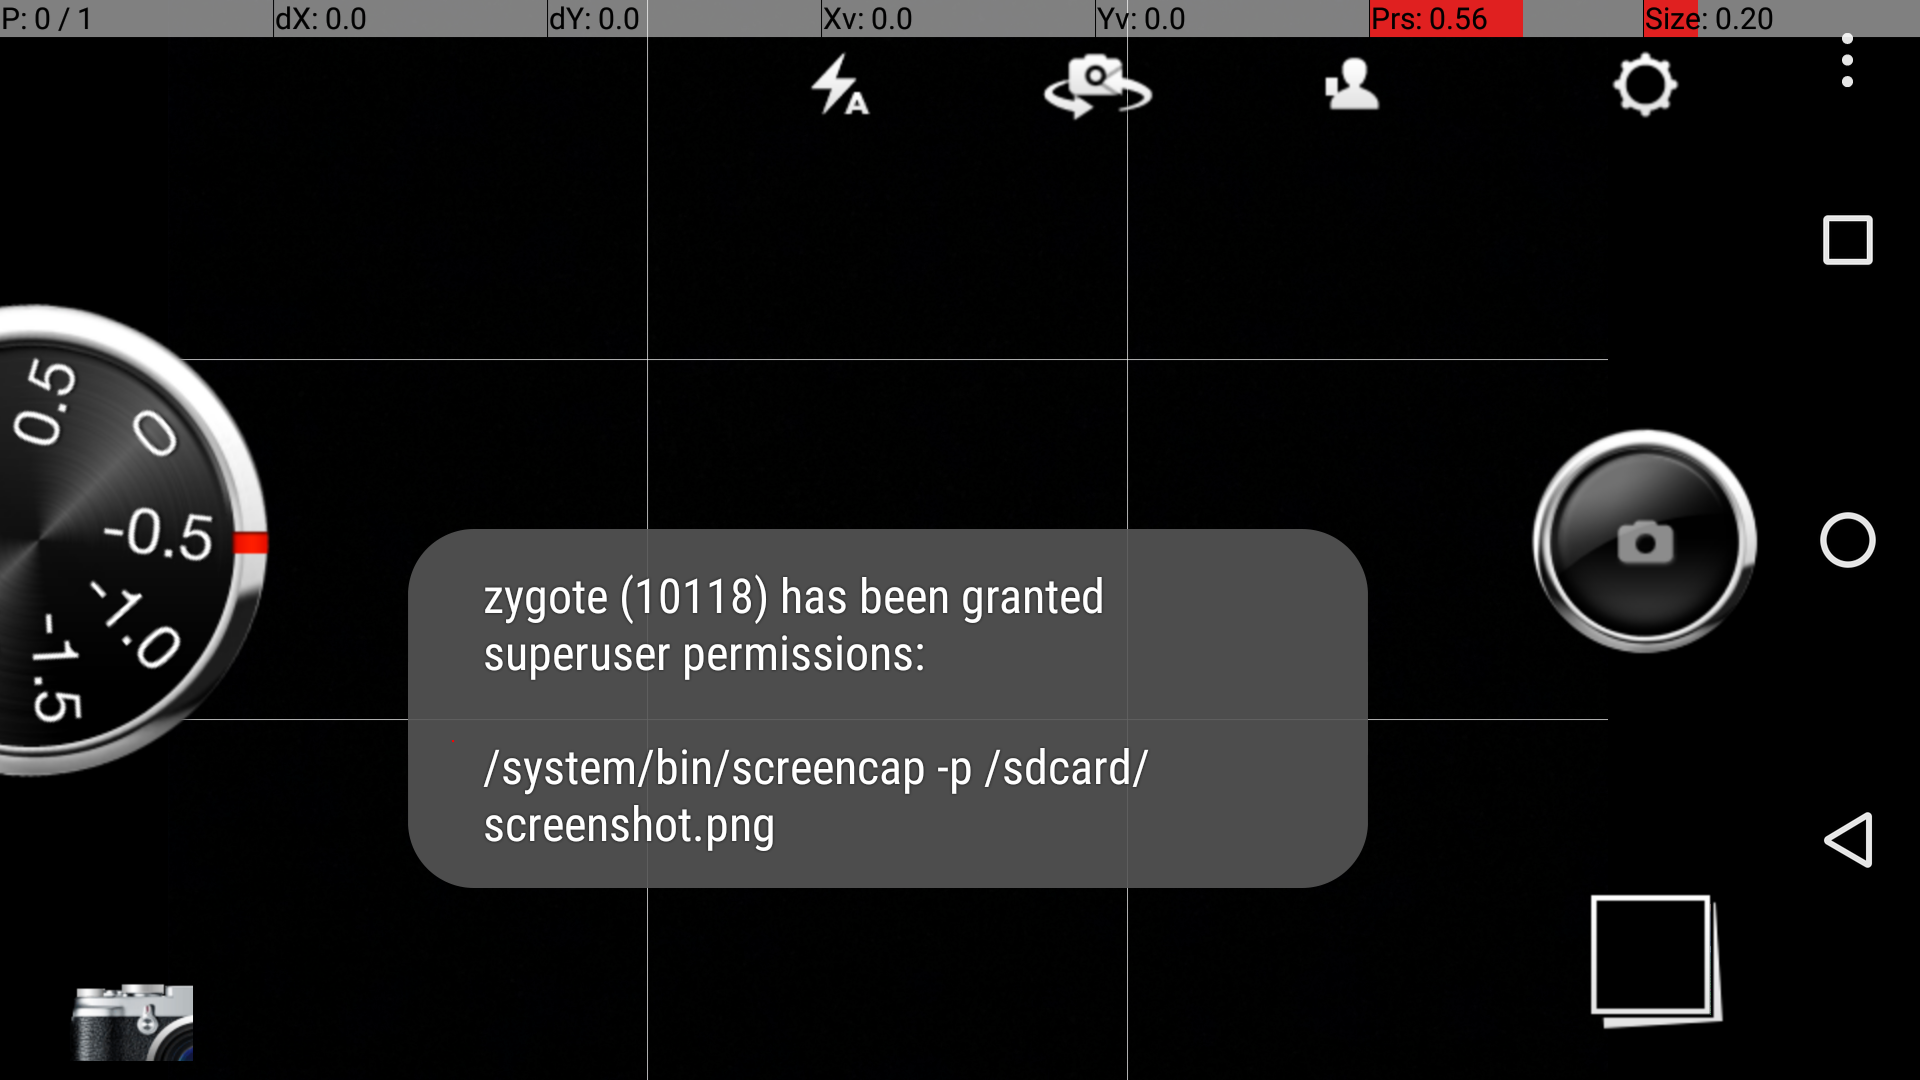 P: 0 / 1 dX: 0.0 dY: 0.0 Xv: 0.0 Yv: 0.0 Prs: 0.56 Size: 0.20
A
0.5
0
-0.5
-1.0
-1.5
zygote (10118) has been granted
superuser permissions:
/system/bin/screencap -p /sdcard/
screenshot.png